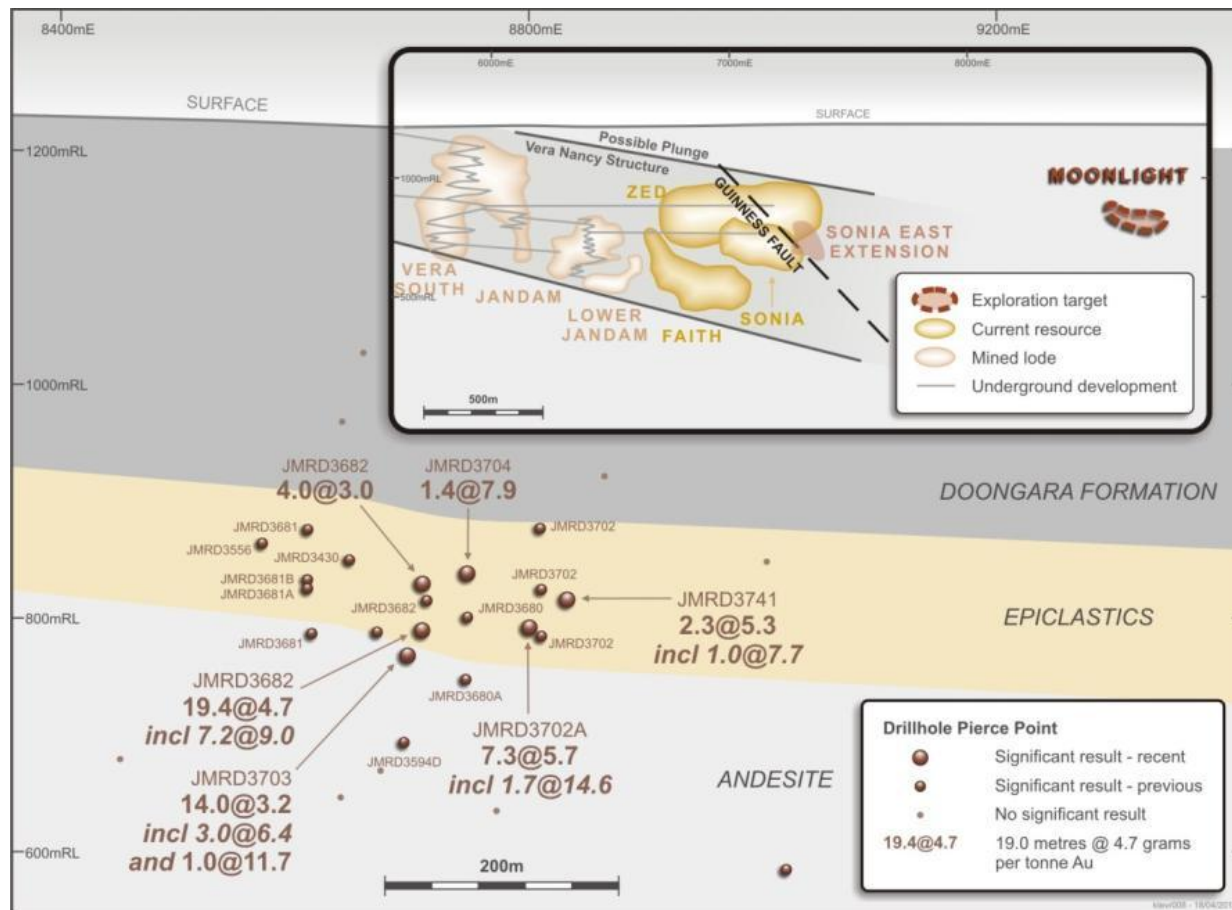 8400mE
8800mE
9200mE
6000mE
7000mE
8000mE
SURFACE
SURFACE
1200mRL
1000mRL
800mRL
600mRL
1000mRL
500mRL
Possible Plunge
Vera Nancy Structure
ZED
GUINNESS FAULT
MOONLIGHT
SONIA EAST
EXTENSION
VERA
SOUTH
JANDAM
LOWER
JANDAM
FAITH
SONIA
500m
Exploration target
Current resource
Mined lode
Underground development
JMRD3682
4.0@3.0
JMRD3704
1.4@7.9
DOONGARA FORMATION
JMRD3681
JMRD3556
JMRD3430
JMRD3702
JMRD3681B
JMRD3681A
JMRD3682
JMRD3680
JMRD3702
JMRD3681
JMRD3702
JMRD3741
2.3@5.3
incl 1.0@7.7
EPICLASTICS
JMRD3682
19.4@4.7
incl 7.2@9.0
JMRD3680A
JMRD3594D
JMRD3702A
7.3@5.7
incl 1.7@14.6
JMRD3703
14.0@3.2
incl 3.0@6.4
and 1.0@11.7
ANDESITE
200m
Drillhole Pierce Point
Significant result - recent
Significant result - previous
No significant result
19.4@4.7
19.0 metres @ 4.7 grams
per tonne Au